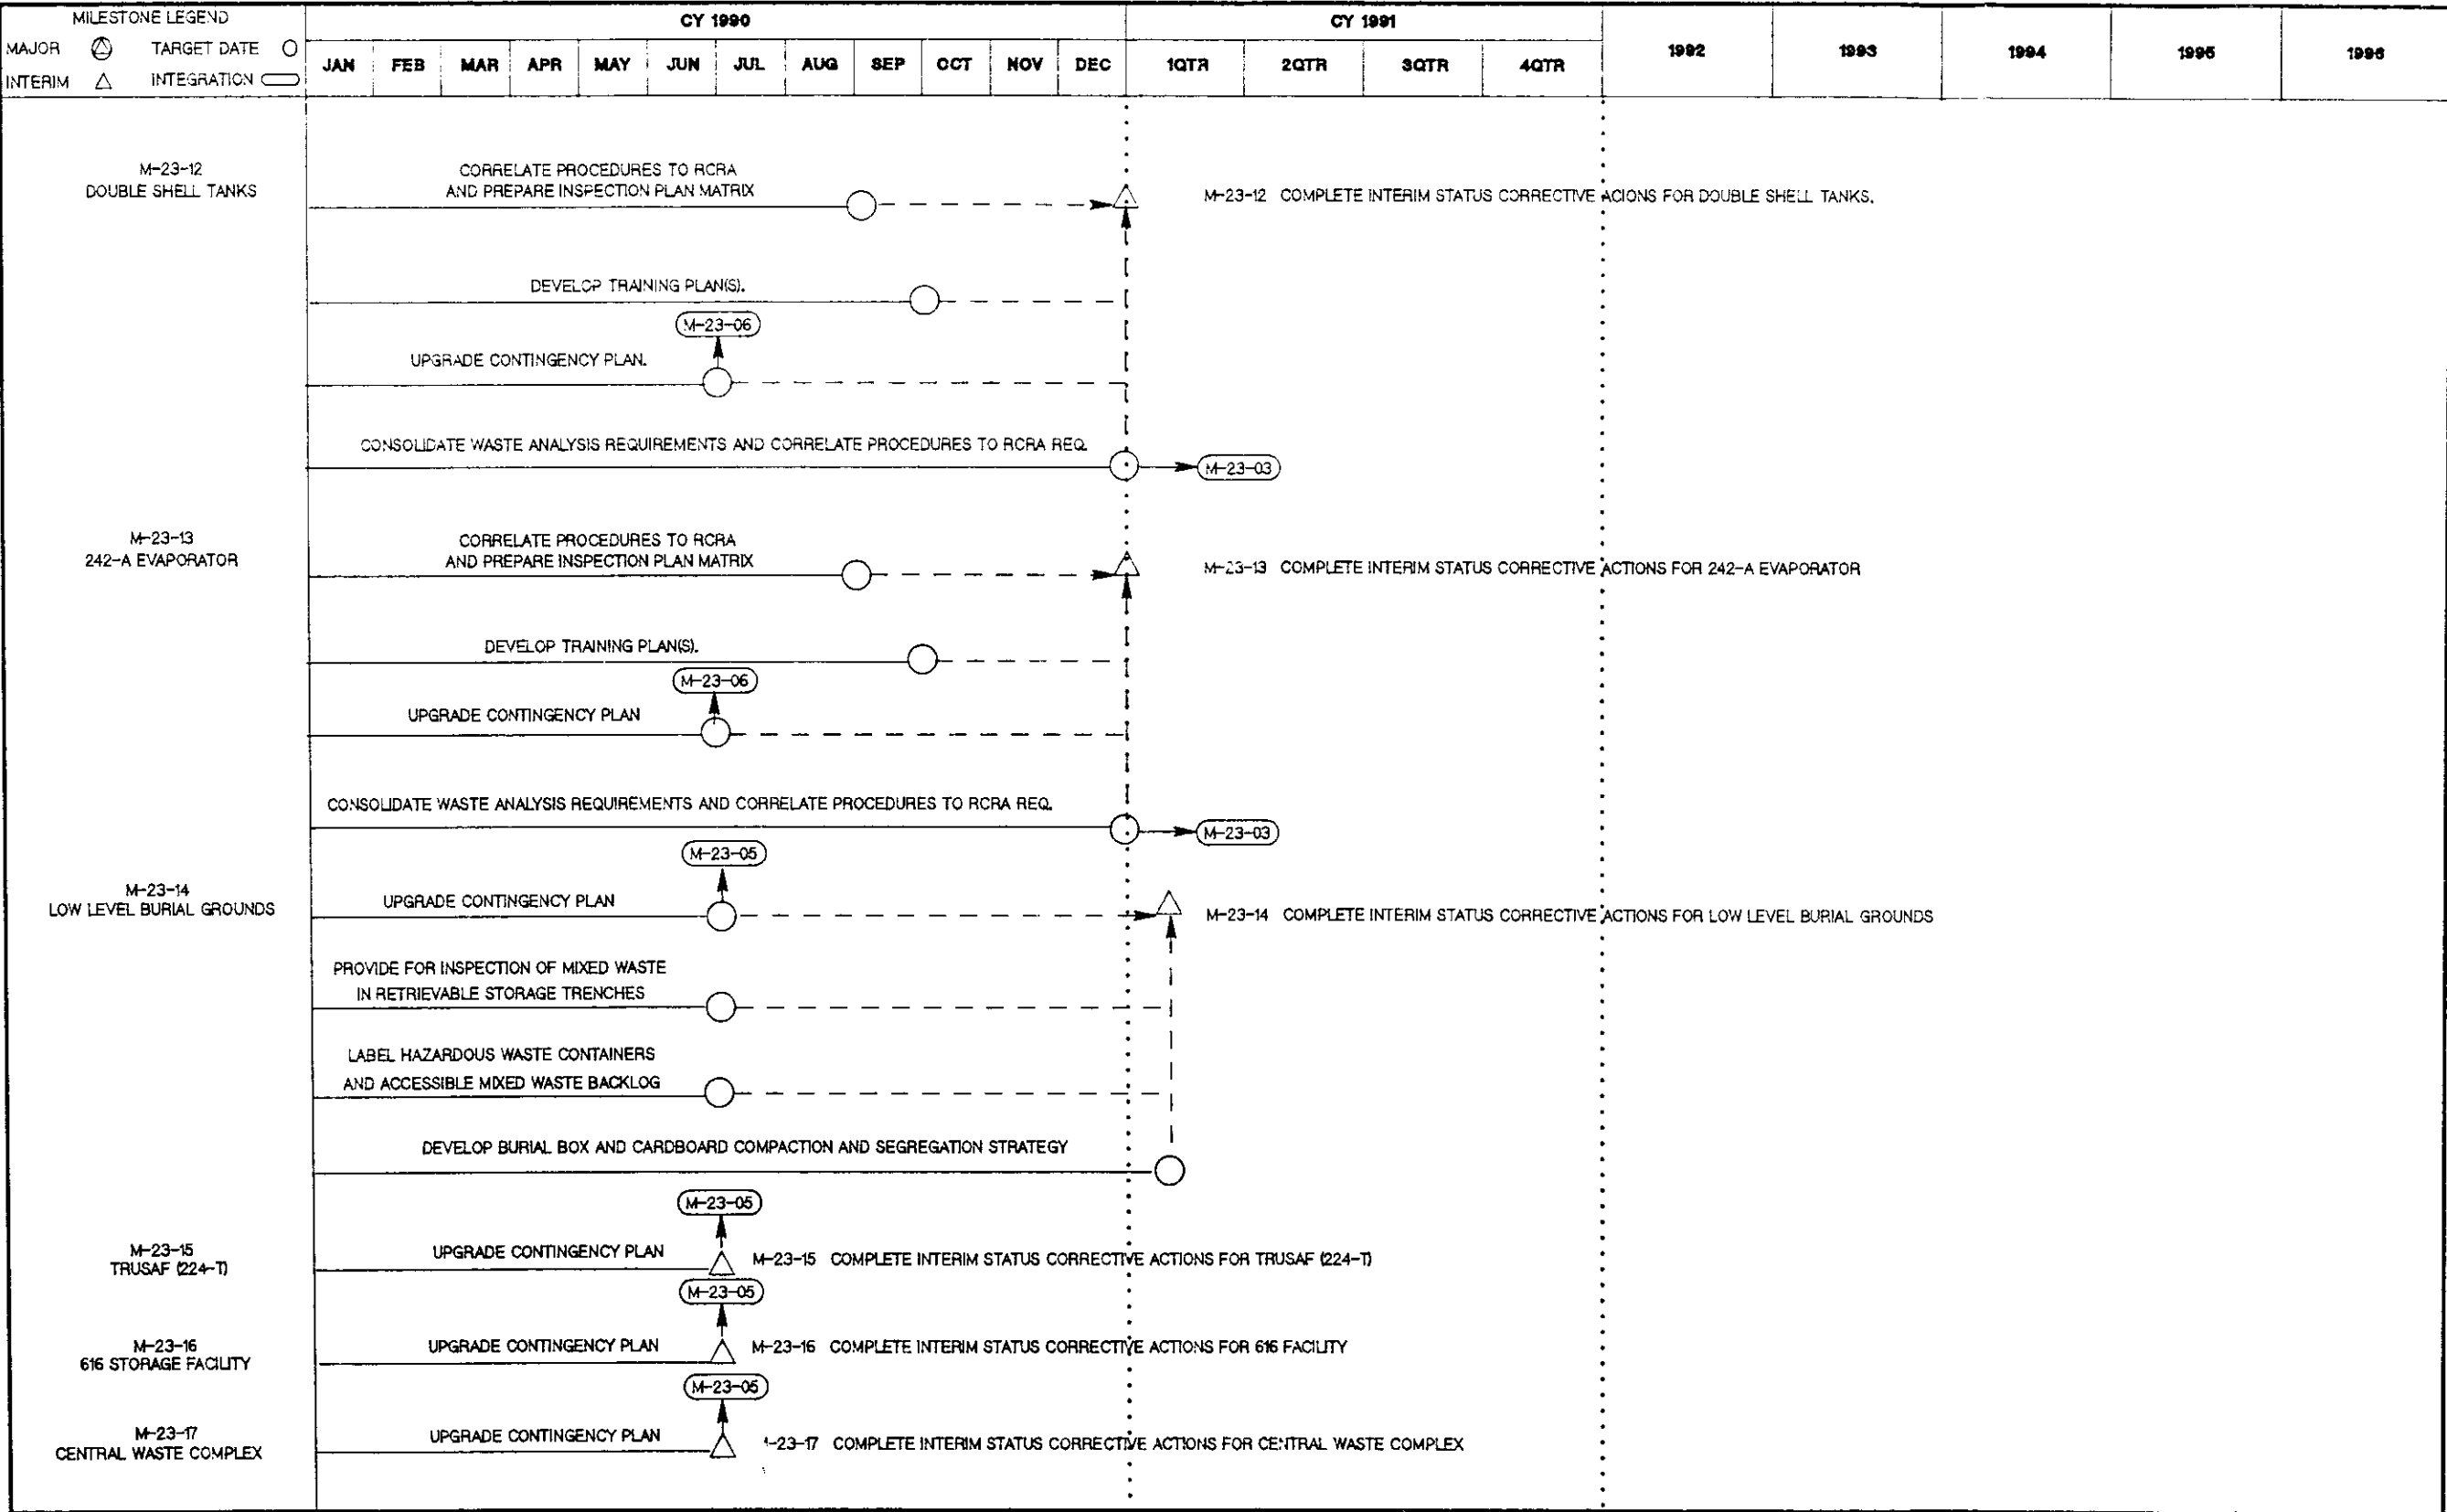 MILESTONE LEGEND
MAJOR TARGET DATE
INTERIM INTEGRATION
CY 1990
CY 1991
JAN FEB MAR APR MAY JUN JUL AUG SEP OCT NOV DEC 1QTR 2QTR 3QTR 4QTR 1992 1993 1994 1995 1996
M-23-12
DOUBLE SHELL TANKS
CORRELATE PROCEDURES TO RCRA
AND PREPARE INSPECTION PLAN MATRIX
M-23-12 COMPLETE INTERIM STATUS CORRECTIVE ACIONS FOR DOUBLE SHELL TANKS.
DEVELOP TRAINING PLAN(S).
M-23-06
UPGRADE CONTINGENCY PLAN.
CONSOLIDATE WASTE ANALYSIS REQUIREMENTS AND CORRELATE PROCEDURES TO RCRA REQ.
M-23-03
M-23-13
242-A EVAPORATOR
CORRELATE PROCEDURES TO RCRA
AND PREPARE INSPECTION PLAN MATRIX
M-23-13 COMPLETE INTERIM STATUS CORRECTIVE ACTIONS FOR 242-A EVAPORATOR
DEVELOP TRAINING PLAN(S).
M-23-06
UPGRADE CONTINGENCY PLAN
CONSOLIDATE WASTE ANALYSIS REQUIREMENTS AND CORRELATE PROCEDURES TO RCRA REQ.
M-23-03
M-23-05
M-23-14
LOW LEVEL BURIAL GROUNDS
UPGRADE CONTINGENCY PLAN
M-23-14 COMPLETE INTERIM STATUS CORRECTIVE ACTIONS FOR LOW LEVEL BURIAL GROUNDS
PROVIDE FOR INSPECTION OF MIXED WASTE
IN RETRIEVABLE STORAGE TRENCHES
LABEL HAZARDOUS WASTE CONTAINERS
AND ACCESSIBLE MIXED WASTE BACKLOG
DEVELOP BURIAL BOX AND CARDBOARD COMPACTION AND SEGREGATION STRATEGY
M-23-05
M-23-15
TRUSAF (224-T)
UPGRADE CONTINGENCY PLAN
M-23-15 COMPLETE INTERIM STATUS CORRECTIVE ACTIONS FOR TRUSAF (224-T)
M-23-05
M-23-16
616 STORAGE FACILITY
UPGRADE CONTINGENCY PLAN
M-23-16 COMPLETE INTERIM STATUS CORRECTIVE ACTIONS FOR 616 FACILITY
M-23-05
M-23-17
CENTRAL WASTE COMPLEX
UPGRADE CONTINGENCY PLAN
-23-17 COMPLETE INTERIM STATUS CORRECTIVE ACTIONS FOR CENTRAL WASTE COMPLEX